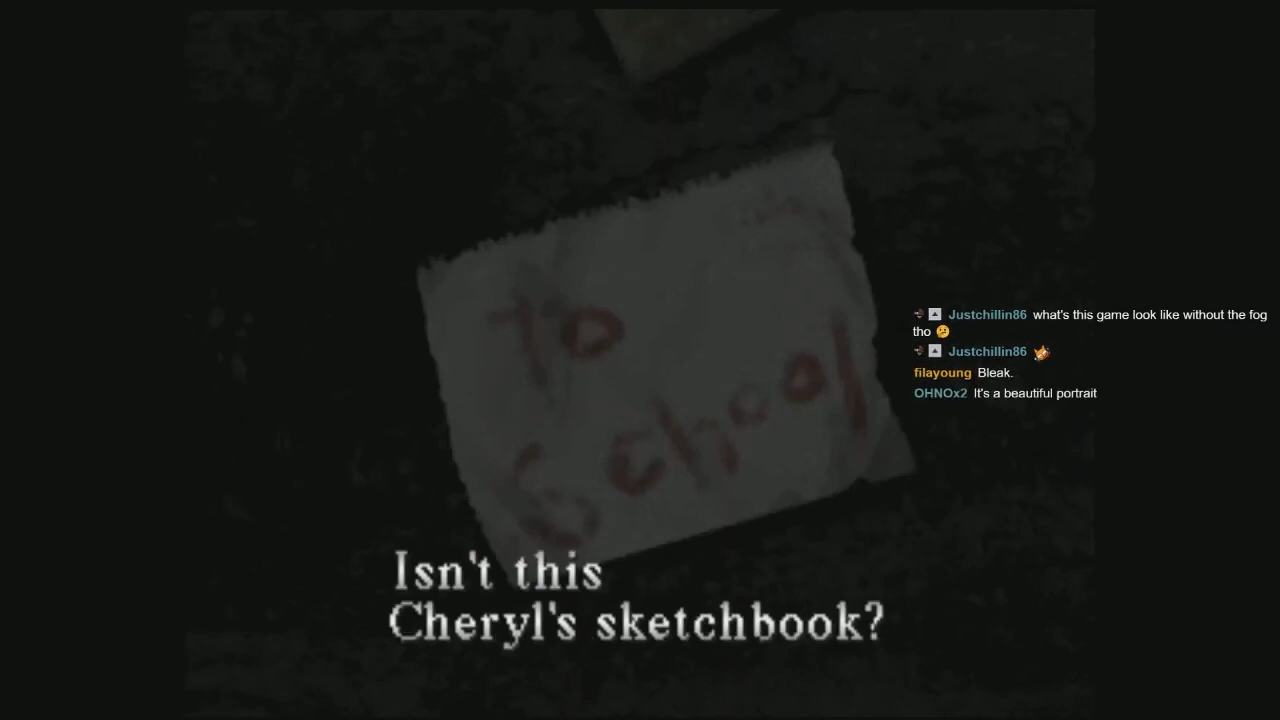 To
School
Justchillin86 what's this game look like without the fog
tho
Justchillin86
filayoung Bleak.
OHNOx2 It's a beautiful portrait
Isn't this
Cheryl's sketchbook?